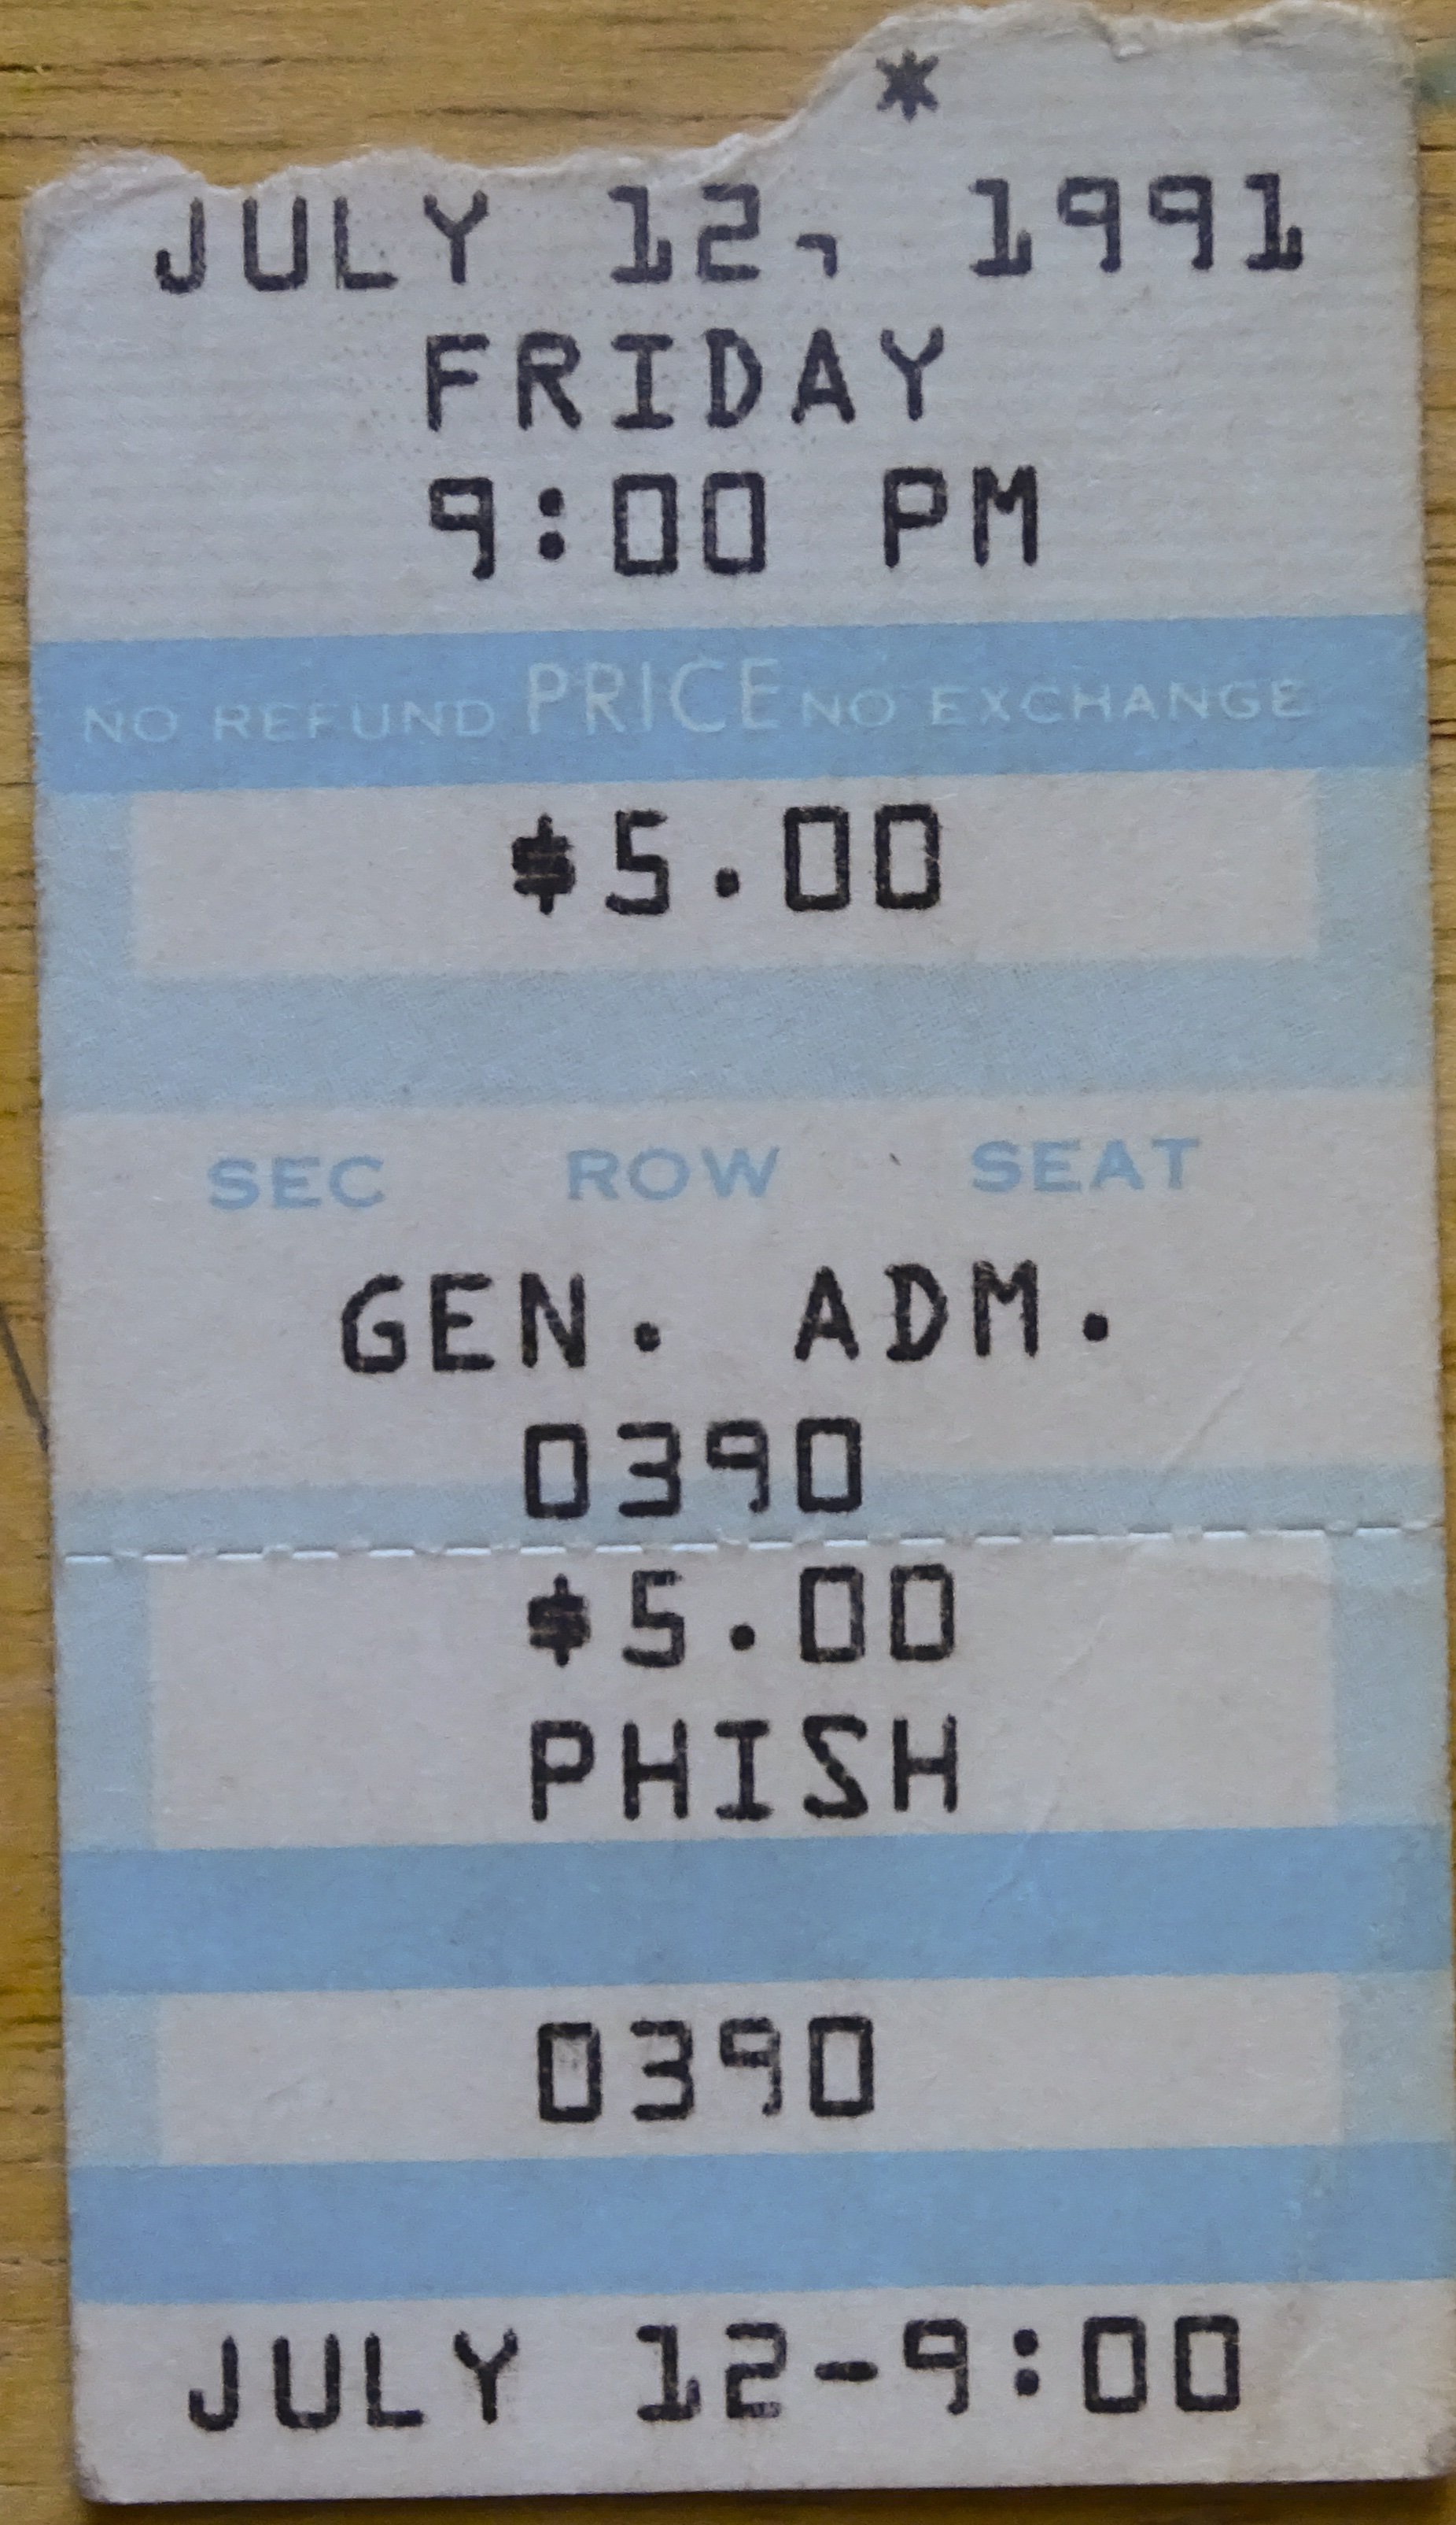 *
JULY 12, 1991
FRIDAY
9:00 PM
NO REFUND PRICE NO EXCHANGE
$5.00
SEC ROW SEAT
GEN. ADM.
0390
$5.00
PHISH
0390
JULY 12-9:00